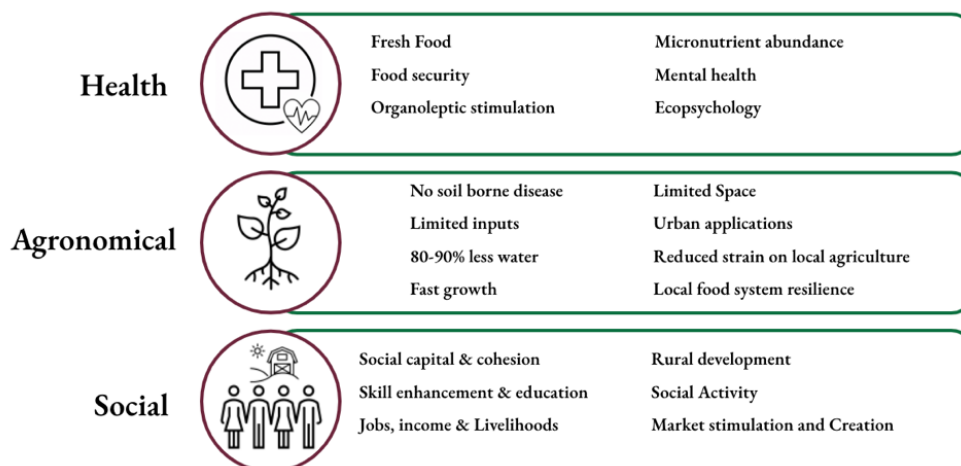 Health
Fresh Food
Food security
Organoleptic stimulation
Micronutrient abundance
Mental health
Ecopsychology
Agronomical
No soil borne disease
Limited inputs
80-90% less water
Fast growth
Limited Space
Urban applications
Reduced strain on local agriculture
Local food system resilience
Social
Social capital & cohesion
Skill enhancement & education
Jobs, income & Livelihoods
Rural development
Social Activity
Market stimulation and Creation